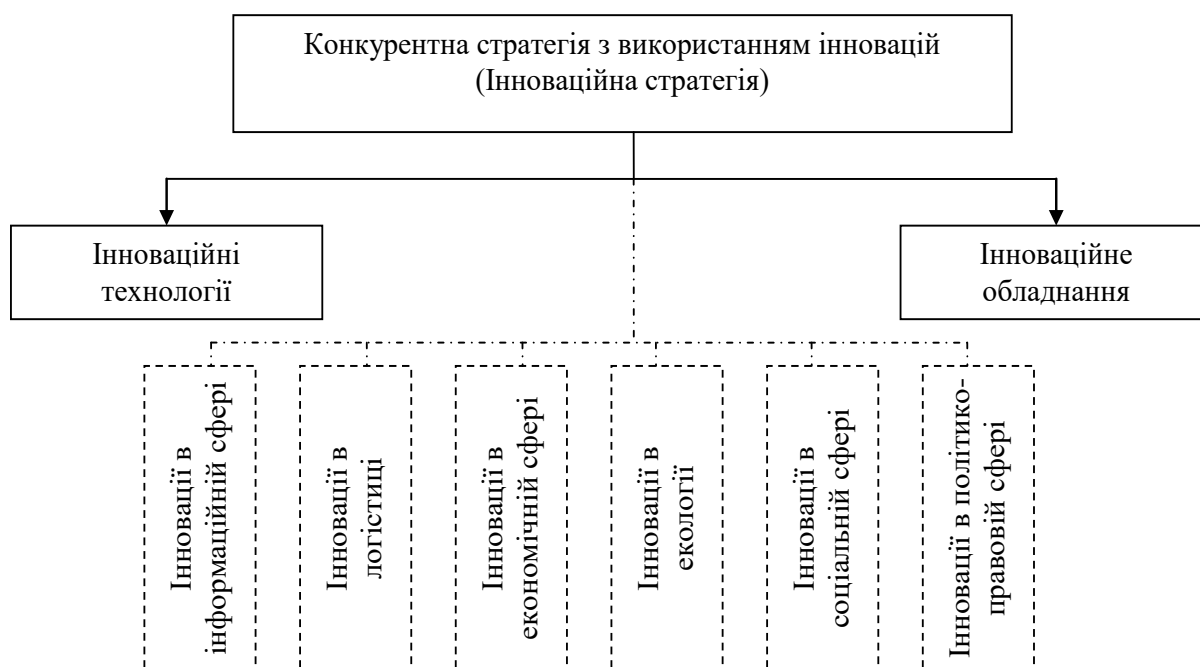 Конкурентна стратегія з використанням інновацій
(Інноваційна стратегія)
Інноваційні
технології
Інноваційне
обладнання
Інновації в
інформаційній сфері
Інновації в
логістиці
Інновації в
економічній сфері
Інновації в
екології
Інновації в
соціальній сфері
Інновації в політико-
правовій сфері